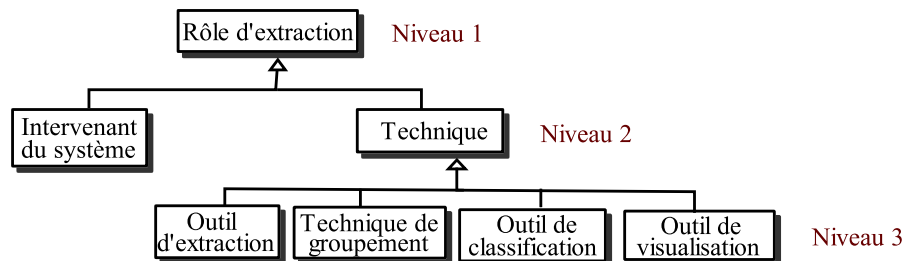 Rôle d'extraction
Niveau 1
Intervenant
du système
Technique
Niveau 2
Outil
d'extraction
Technique de
groupement
Outil de
classification
Outil de
visualisation
Niveau 3